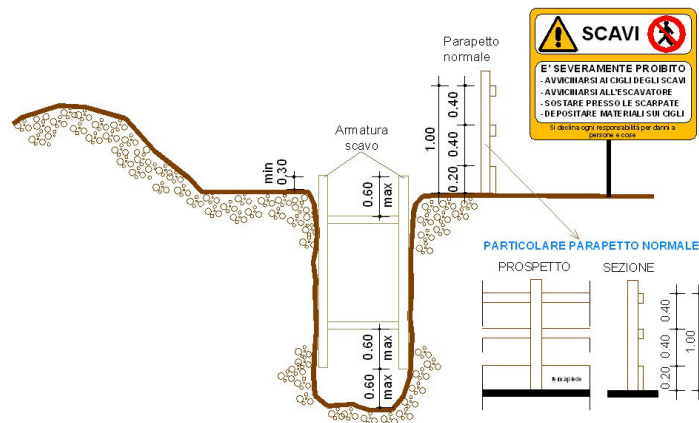 SCAVI
E' SEVERAMENTE PROIBITO
- AVVICINARSI AI CIGLI DEGLI SCAVI
- AVVICINARSI ALL'ESCAVATORE
- SOSTARE PRESSO LE SCARPATE
- DEPOSITARE MATERIALI SUI CIGLI
Si declina ogni responsabilità per danni a
persone e cose
Parapetto
normale
Armatura
scavo
min
0.30
0.60 max
1.00
0.40
0.40
0.20
0.60 max
0.60 max
PARTICOLARE PARAPETTO NORMALE
PROSPETTO
SEZIONE
fermapiede
0.40
0.40
0.20
1.00